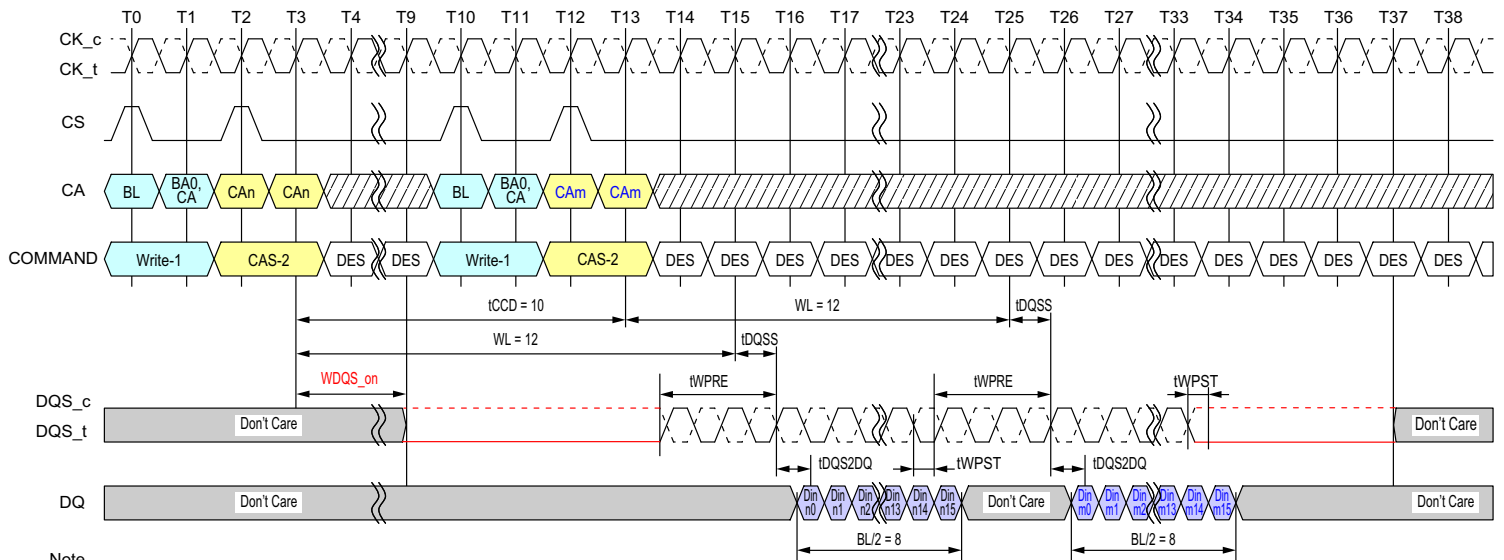 T0 T1 T2 T3 T4 T9 T10 T11 T12 T13 T14 T15 T16 T17 T23 T24 T25 T26 T27 T33 T34 T35 T36 T37 T38
CK_c
CK_t
CS
CA BL BA0, CA CAn CAn BL BA0, CA CAm CAm
COMMAND Write-1 CAS-2 DES DES Write-1 CAS-2 DES DES DES DES DES DES DES DES DES DES DES DES DES DES DES
tCCD = 10 WL = 12 tDQSS
WL = 12 tDQSS
WDQS_on tWPRE tWPRE tWPST
DQS_c
DQS_t Don't Care Don't Care
tDQS2DQ tWPST tDQS2DQ
DQ Don't Care Din n0 Din n1 Din n2 Din n13 Din n14 Din n15 Don't Care Din m0 Din m1 Din m2 Din m13 Din m14 Din m15 Don't Care
BL/2 = 8 BL/2 = 8
Note